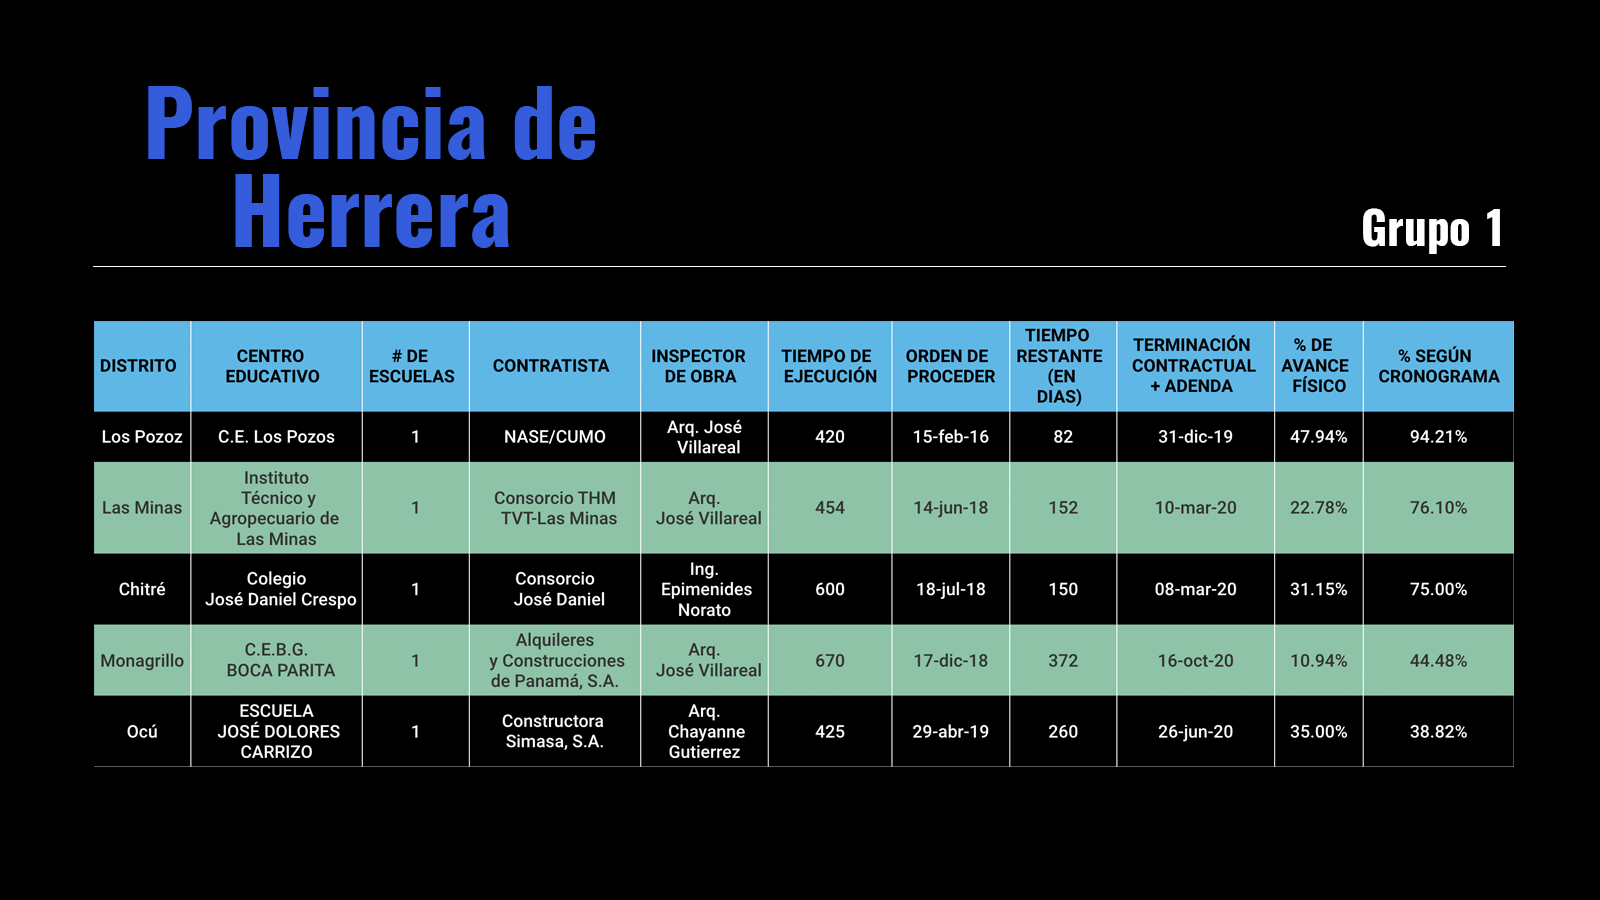 Provincia de
Herrera
Grupo 1
DISTRITO
CENTRO
EDUCATIVO
# DE
ESCUELAS
CONTRATISTA
INSPECTOR
DE OBRA
TIEMPO DE
EJECUCIÓN
ORDEN DE
PROCEDER
TIEMPO
RESTANTE
(EN
DIAS)
TERMINACIÓN
CONTRACTUAL
+ ADENDA
% DE
AVANCE
FÍSICO
% SEGÚN
CRONOGRAMA
Los Pozoz
C.E. Los Pozos
1
NASE/CUMO
Arq. José
Villareal
420
15-feb-16
82
31-dic-19
47.94%
94.21%
Las Minas
Instituto
Técnico y
Agropecuario de
Las Minas
1
Consorcio THM
TVT-Las Minas
Arq.
José Villareal
454
14-jun-18
152
10-mar-20
22.78%
76.10%
Chitré
Colegio
José Daniel Crespo
1
Consorcio
José Daniel
Ing.
Epimenides
Norato
600
18-jul-18
150
08-mar-20
31.15%
75.00%
Monagrillo
C.E.B.G.
BOCA PARITA
1
Alquileres
y Construcciones
de Panamá, S.A.
Arq.
José Villareal
670
17-dic-18
372
16-oct-20
10.94%
44.48%
Ocú
ESCUELA
JOSÉ DOLORES
CARRIZO
1
Constructora
Simasa, S.A.
Arq.
Chayanne
Gutierrez
425
29-abr-19
260
26-jun-20
35.00%
38.82%